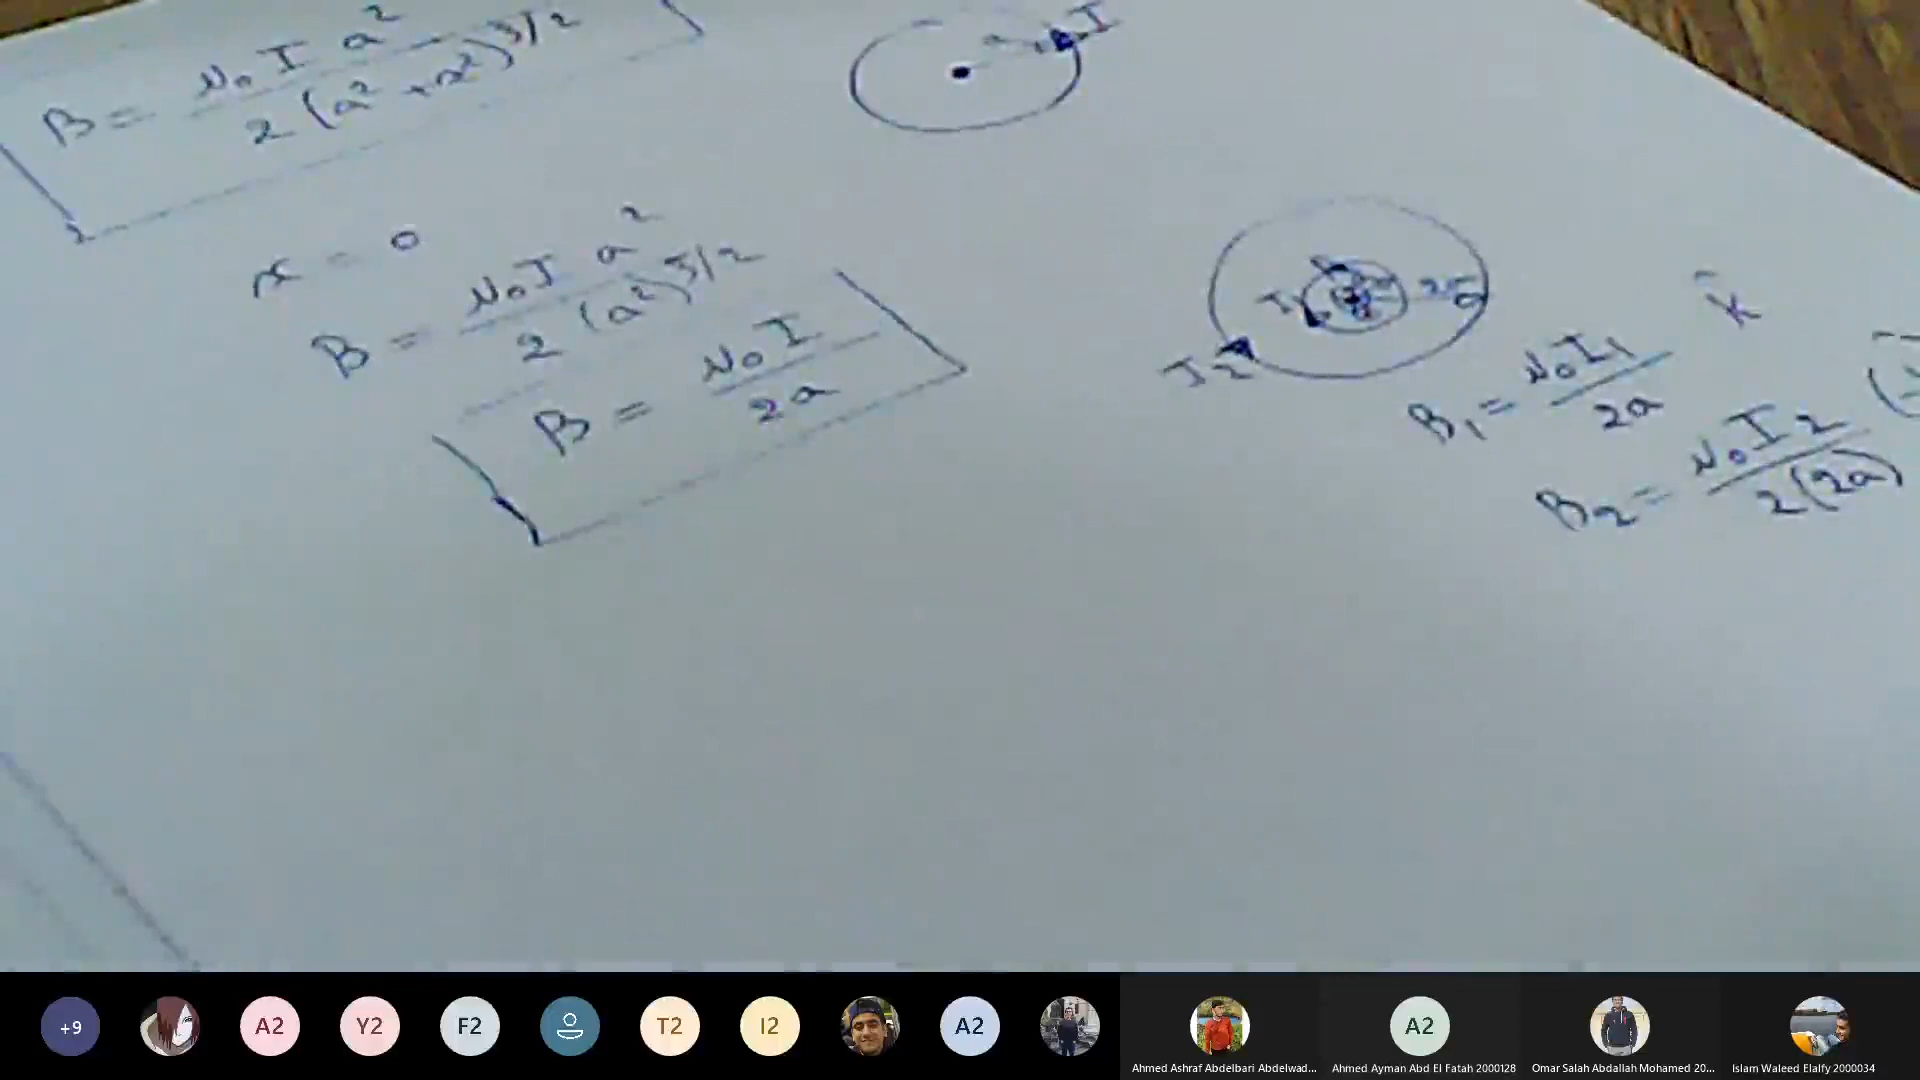 B = μ₀ I a² / 2 (a² + x²)^3/2
a I
x = 0
B = μ₀ I a² / 2 (a²)^3/2
B = μ₀ I / 2a
I₁
I₂
B₁ = μ₀ I₁ / 2a k̄
B₂ = μ₀ I₂ / 2(2a)
+9 A2 Y2 F2 T2 I2 A2 A2
Ahmed Ashraf Abdelbari Abdelwad...
Ahmed Ayman Abd El Fatah 2000128
Omar Salah Abdallah Mohamed 20...
Islam Waleed Elalfy 2000034